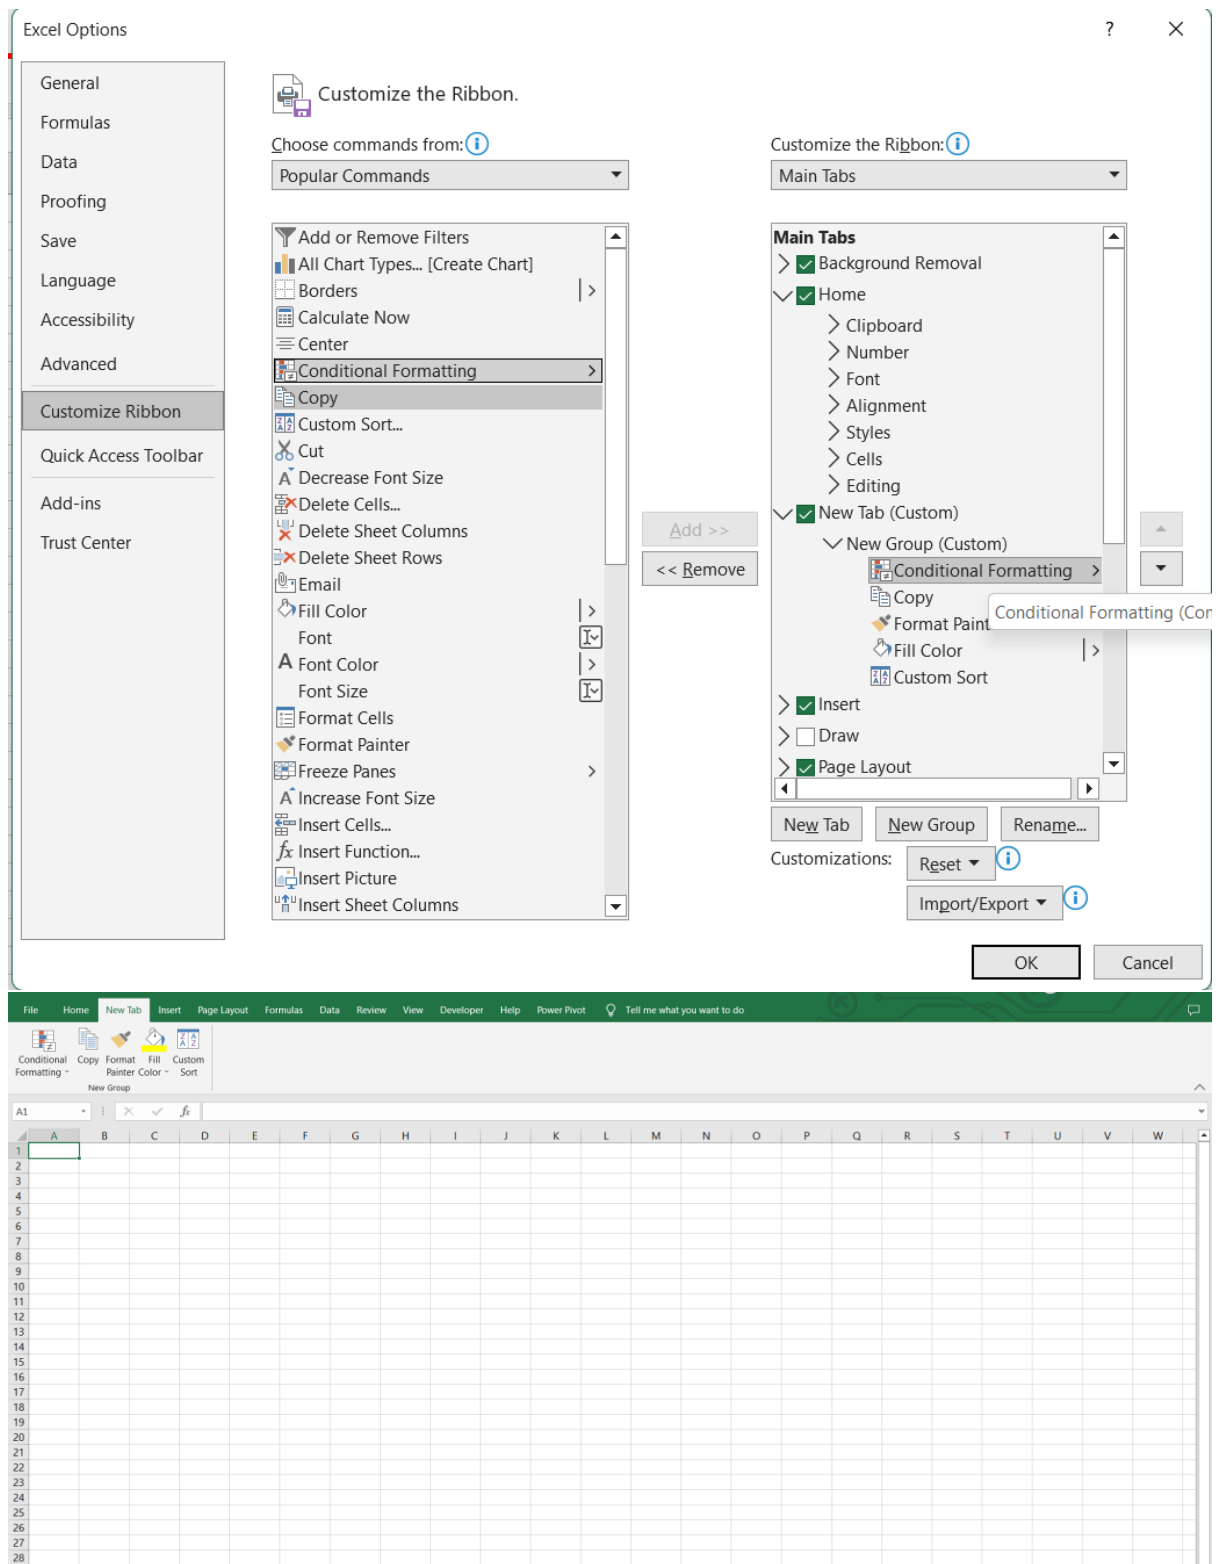 Excel Options
?
General
Formulas
Data
Proofing
Save
Language
Accessibility
Advanced
Customize Ribbon
Quick Access Toolbar
Add-ins
Trust Center
Customize the Ribbon.
Choose commands from:
Popular Commands
Add or Remove Filters
All Chart Types... [Create Chart]
Borders
Calculate Now
Center
Conditional Formatting
Copy
Custom Sort...
Cut
Decrease Font Size
Delete Cells...
Delete Sheet Columns
Delete Sheet Rows
Email
Fill Color
Font
Font Color
Font Size
Format Cells
Format Painter
Freeze Panes
Increase Font Size
Insert Cells...
Insert Function...
Insert Picture
Insert Sheet Columns
Add >>
<< Remove
Customize the Ribbon:
Main Tabs
Main Tabs
Background Removal
Home
Clipboard
Number
Font
Alignment
Styles
Cells
Editing
New Tab (Custom)
New Group (Custom)
Conditional Formatting
Copy
Conditional Formatting (Con
Format Paint
Fill Color
Custom Sort
Insert
Draw
Page Layout
New Tab New Group Rename...
Customizations: Reset
Import/Export
OK Cancel
File Home New Tab Insert Page Layout Formulas Data Review View Developer Help Power Pivot Tell me what you want to do
Conditional Formatting
Copy
Format Painter
Fill Color
Custom Sort
New Group
A1 fx
A B C D E F G H I J K L M N O P Q R S T U V W
1
2
3
4
5
6
7
8
9
10
11
12
13
14
15
16
17
18
19
20
21
22
23
24
25
26
27
28